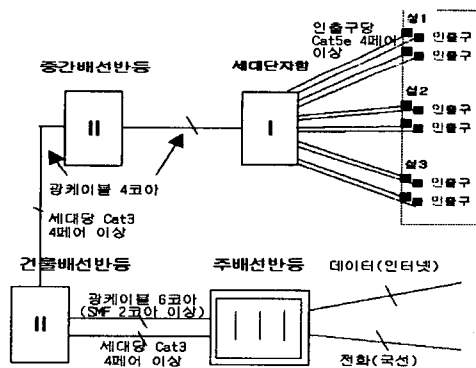 인출구당
Cat5e 4페어
이상
실1
인출구
인출구
중간배선반등
세대단자함
II
I
실2
인출구
인출구
광케이블 4코아
실3
인출구
인출구
세대당 Cat3
4페어 이상
건물배선반등
주배선반등
데이터(인터넷)
II
광케이블 6코아
(SMF 2코아 이상)
세대당 Cat3
4페어 이상
전화(국선)